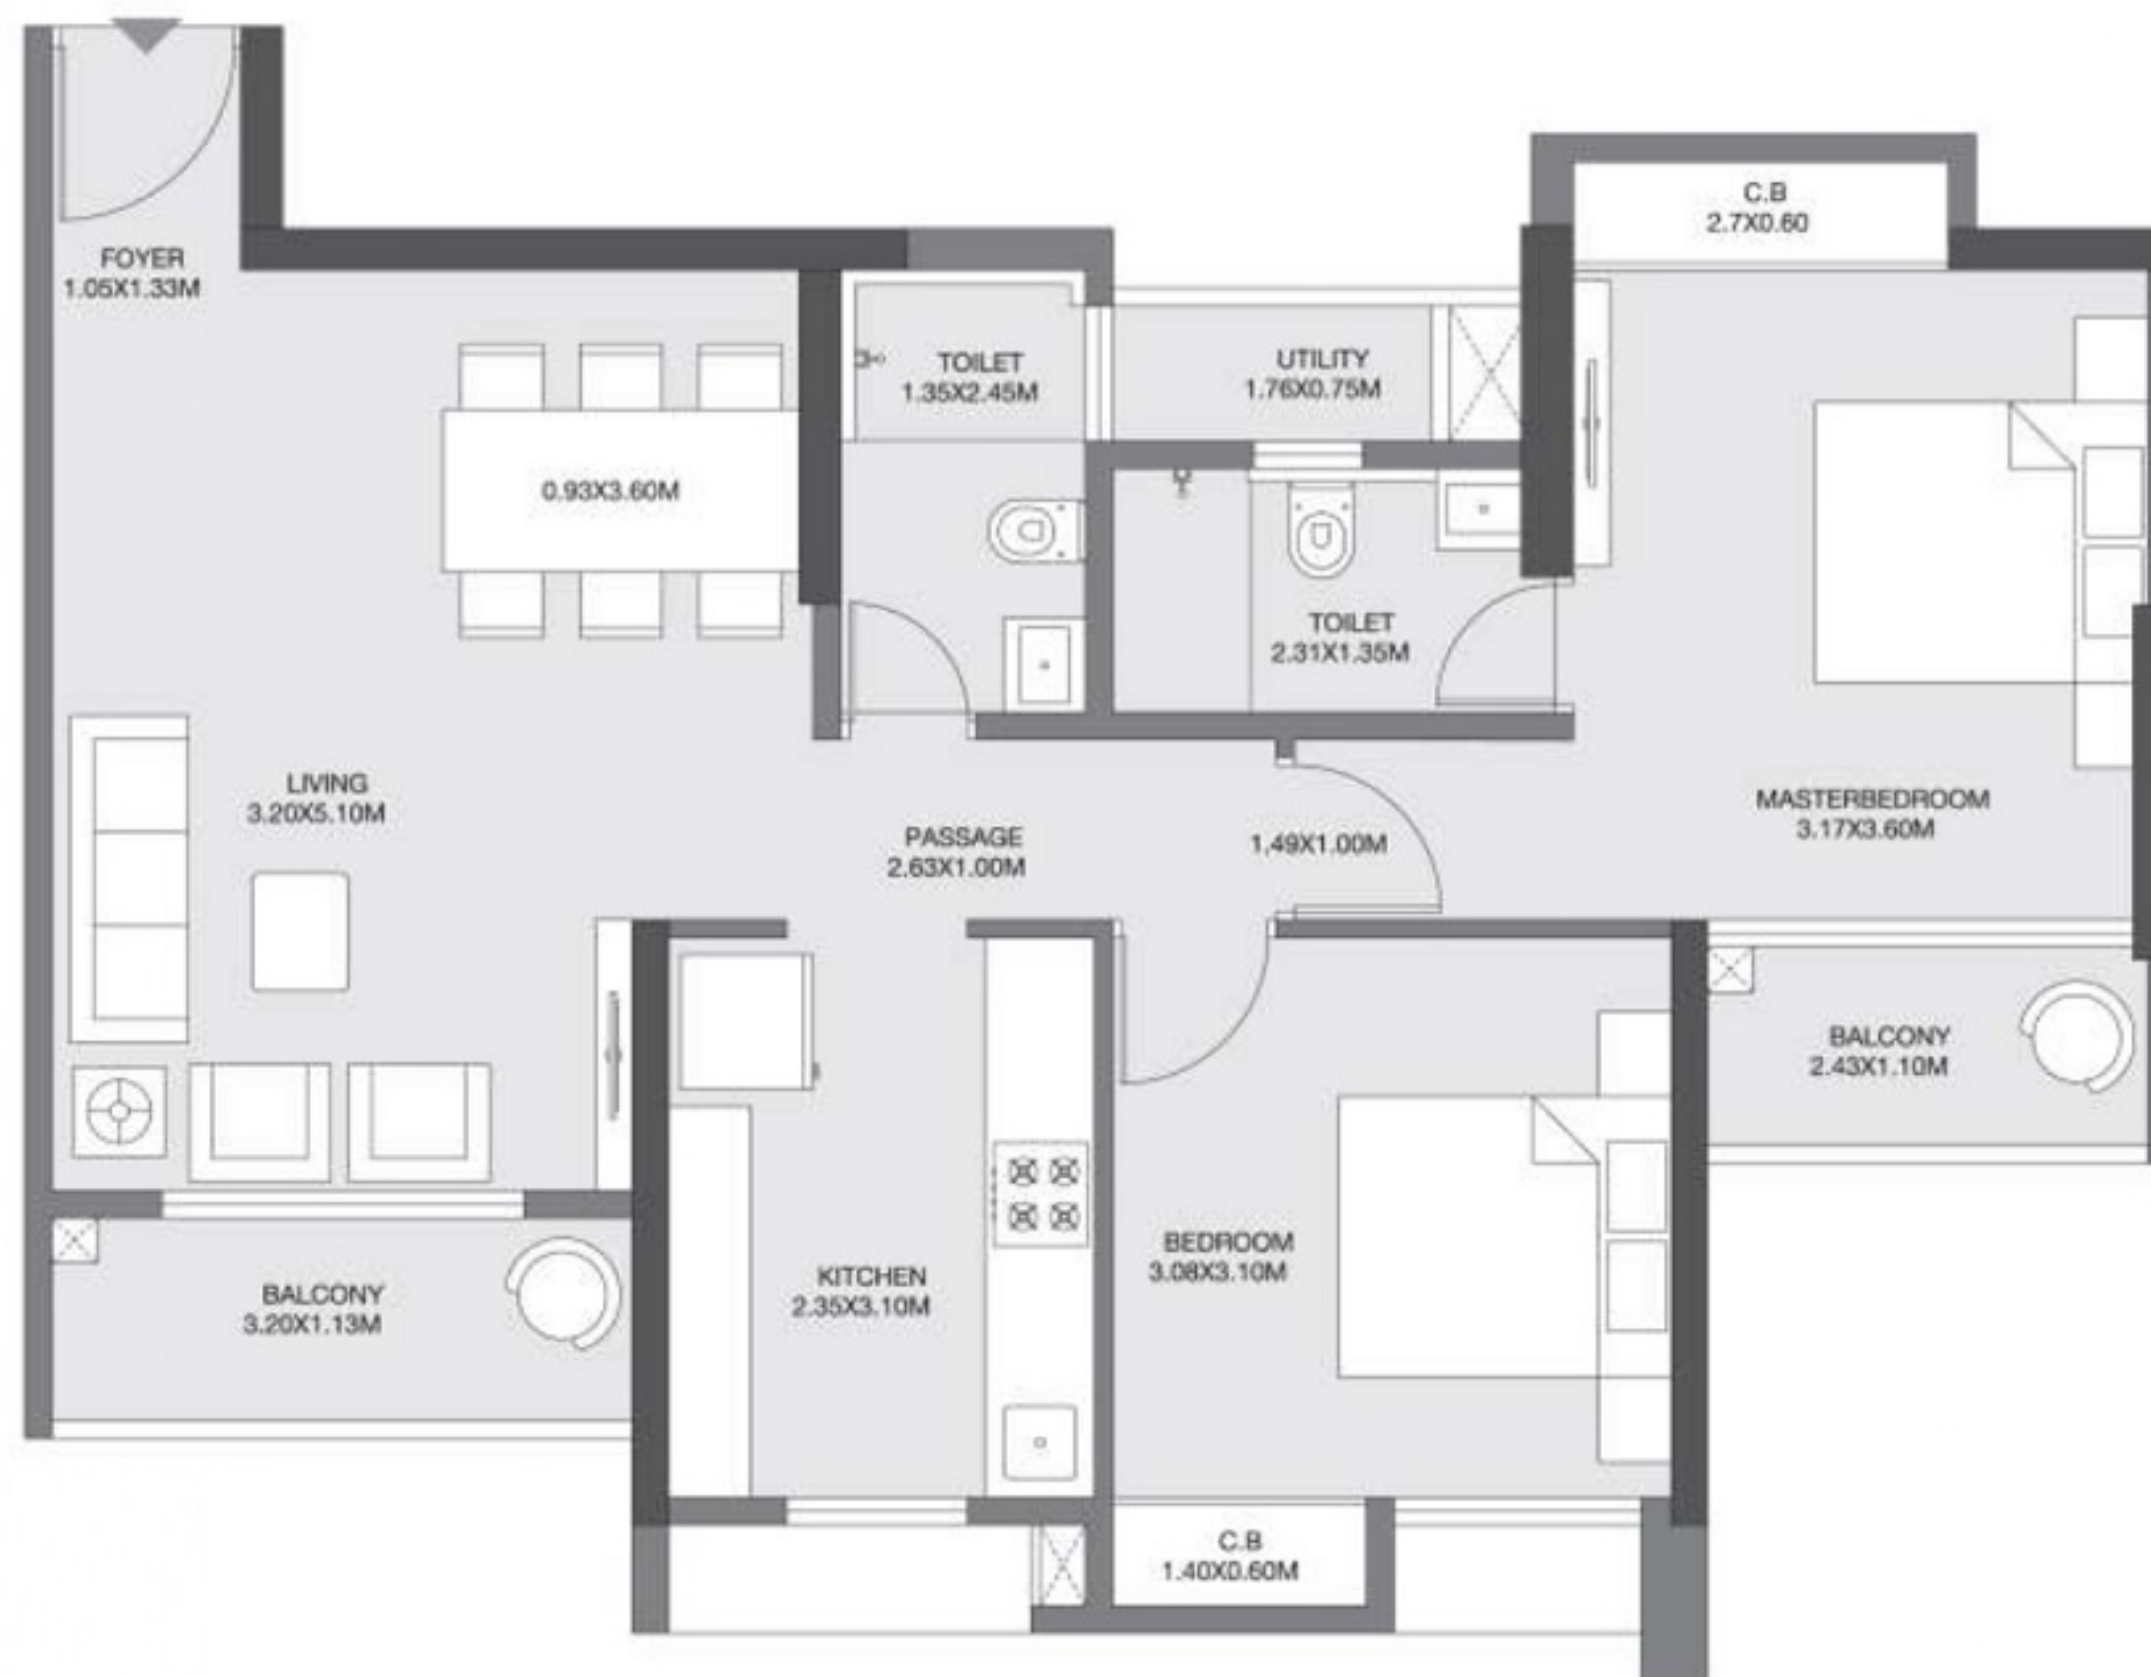 C.B
2.7X0.60
FOYER
1.05X1.33M
TOILET
1.35X2.45M
UTILITY
1.76X0.75M
0.93X3.60M
TOILET
2.31X1.35M
LIVING
3.20X5.10M
PASSAGE
2.63X1.00M
1.49X1.00M
MASTERBEDROOM
3.17X3.60M
BALCONY
2.43X1.10M
BALCONY
3.20X1.13M
KITCHEN
2.35X3.10M
BEDROOM
3.08X3.10M
C.B
1.40X0.60M